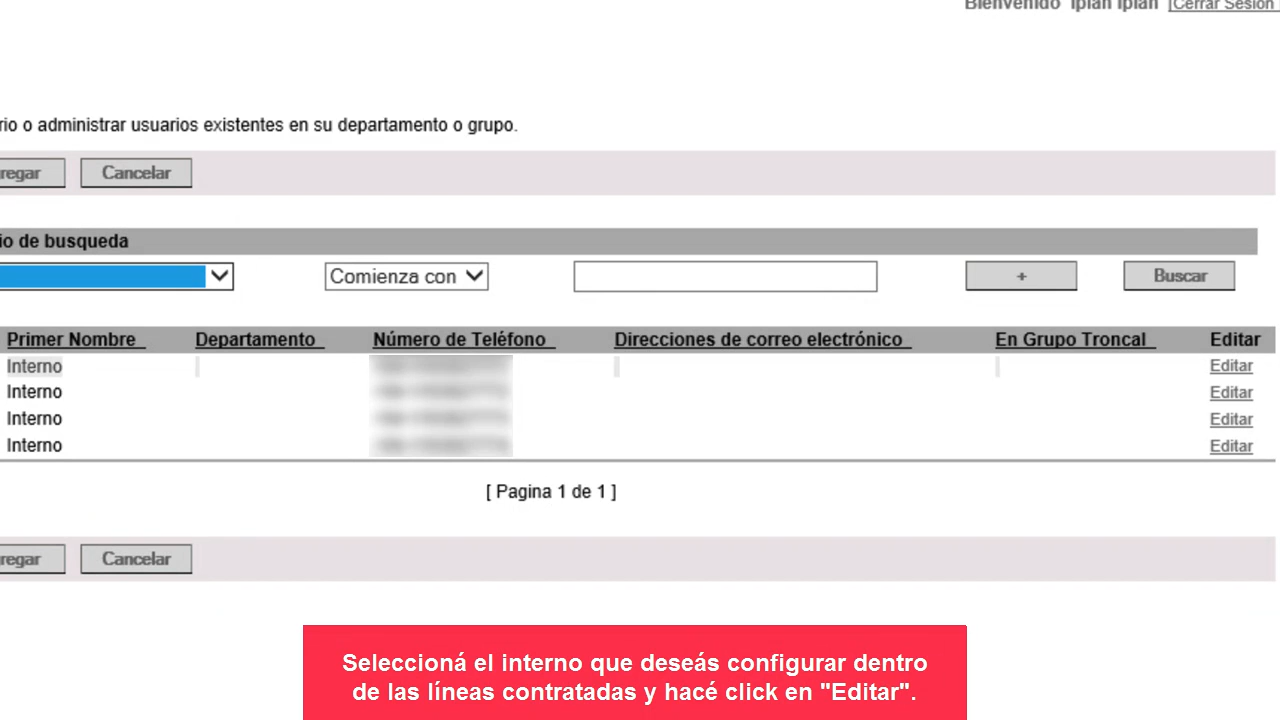 Bienvenido Iplan Iplan [Cerrar Sesión
rio o administrar usuarios existentes en su departamento o grupo.
regar Cancelar
io de busqueda
Comienza con + Buscar
Primer Nombre Departamento Número de Teléfono Direcciones de correo electrónico En Grupo Troncal Editar
Interno Editar
Interno Editar
Interno Editar
Interno Editar
[ Pagina 1 de 1 ]
regar Cancelar
Seleccioná el interno que deseás configurar dentro
de las líneas contratadas y hacé click en "Editar".